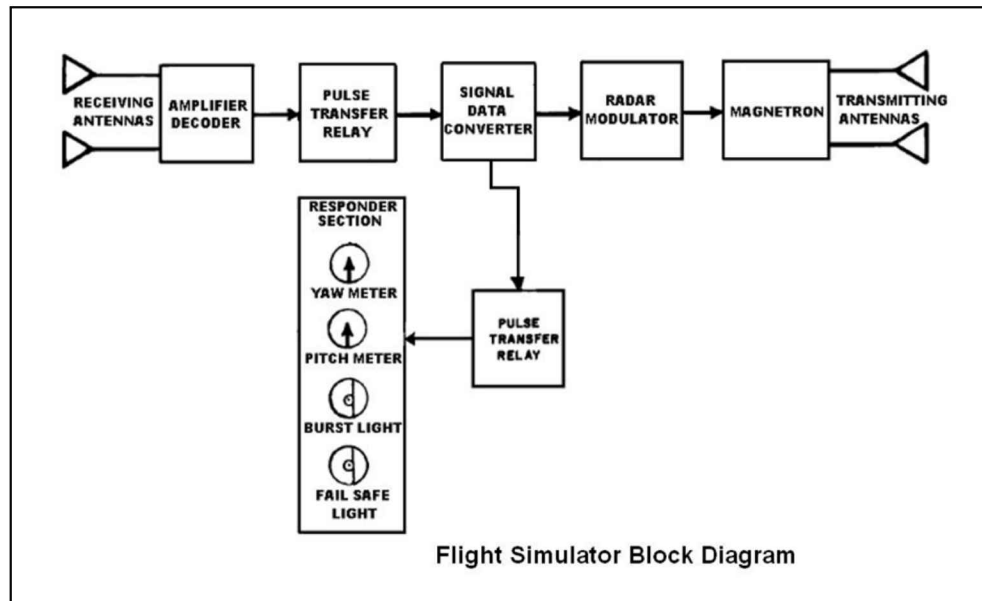 RECEIVING
ANTENNAS
AMPLIFIER
DECODER
PULSE
TRANSFER
RELAY
SIGNAL
DATA
CONVERTER
RADAR
MODULATOR
MAGNETRON
TRANSMITTING
ANTENNAS
RESPONDER
SECTION
YAW METER
PITCH METER
BURST LIGHT
FAIL SAFE
LIGHT
PULSE
TRANSFER
RELAY
Flight Simulator Block Diagram